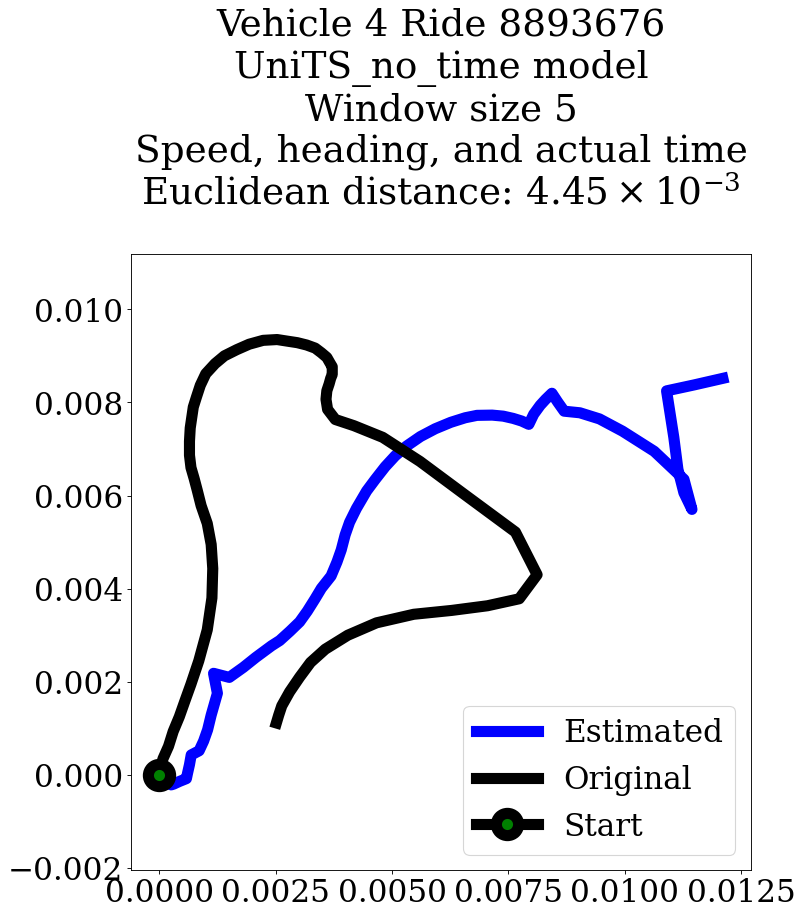 Vehicle 4 Ride 8893676
UniTS_no_time model
Window size 5
Speed, heading, and actual time
Euclidean distance: 4.45 × 10⁻³
0.010
0.008
0.006
0.004
0.002
0.000
−0.002
0.0000 0.0025 0.0050 0.0075 0.0100 0.0125
Estimated
Original
Start